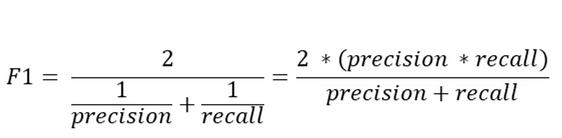 F1 = 2 / (1/precision + 1/recall) = 2 * (precision * recall) / (precision + recall)